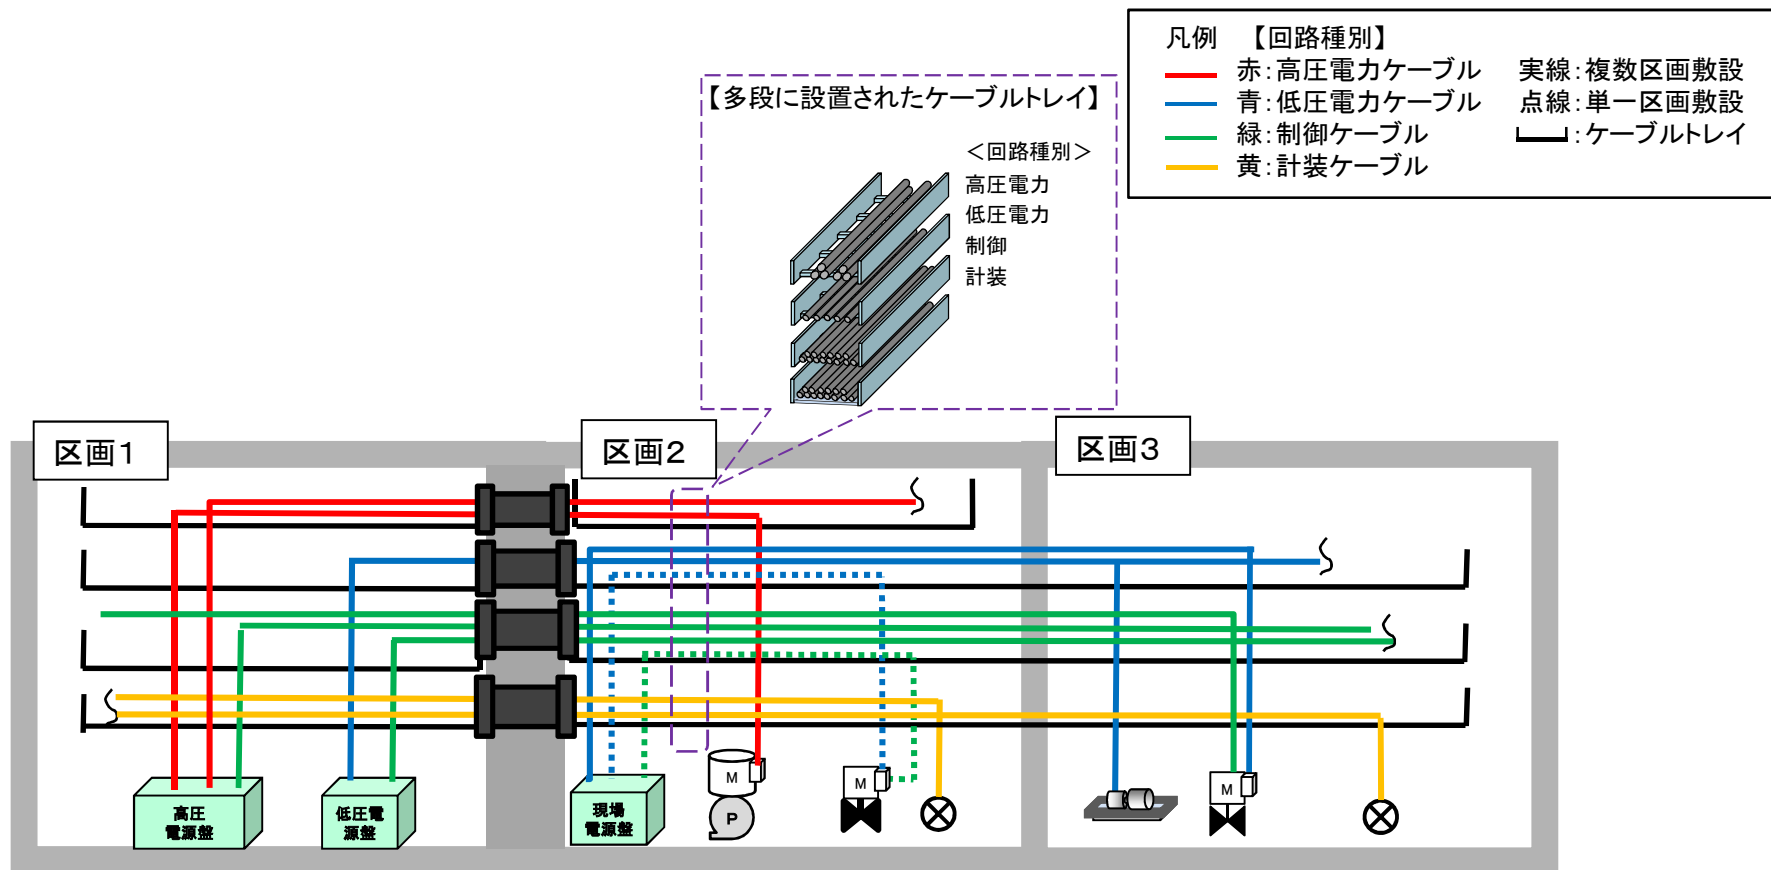 凡例 【回路種別】
赤：高圧電力ケーブル 実線：複数区画敷設
青：低圧電力ケーブル 点線：単一区画敷設
緑：制御ケーブル ：ケーブルトレイ
黄：計装ケーブル
【多段に設置されたケーブルトレイ】
＜回路種別＞
高圧電力
低圧電力
制御
計装
区画１
区画２
区画３
高圧
電源盤
低圧電
源盤
現場
電源盤
M
P
M
M